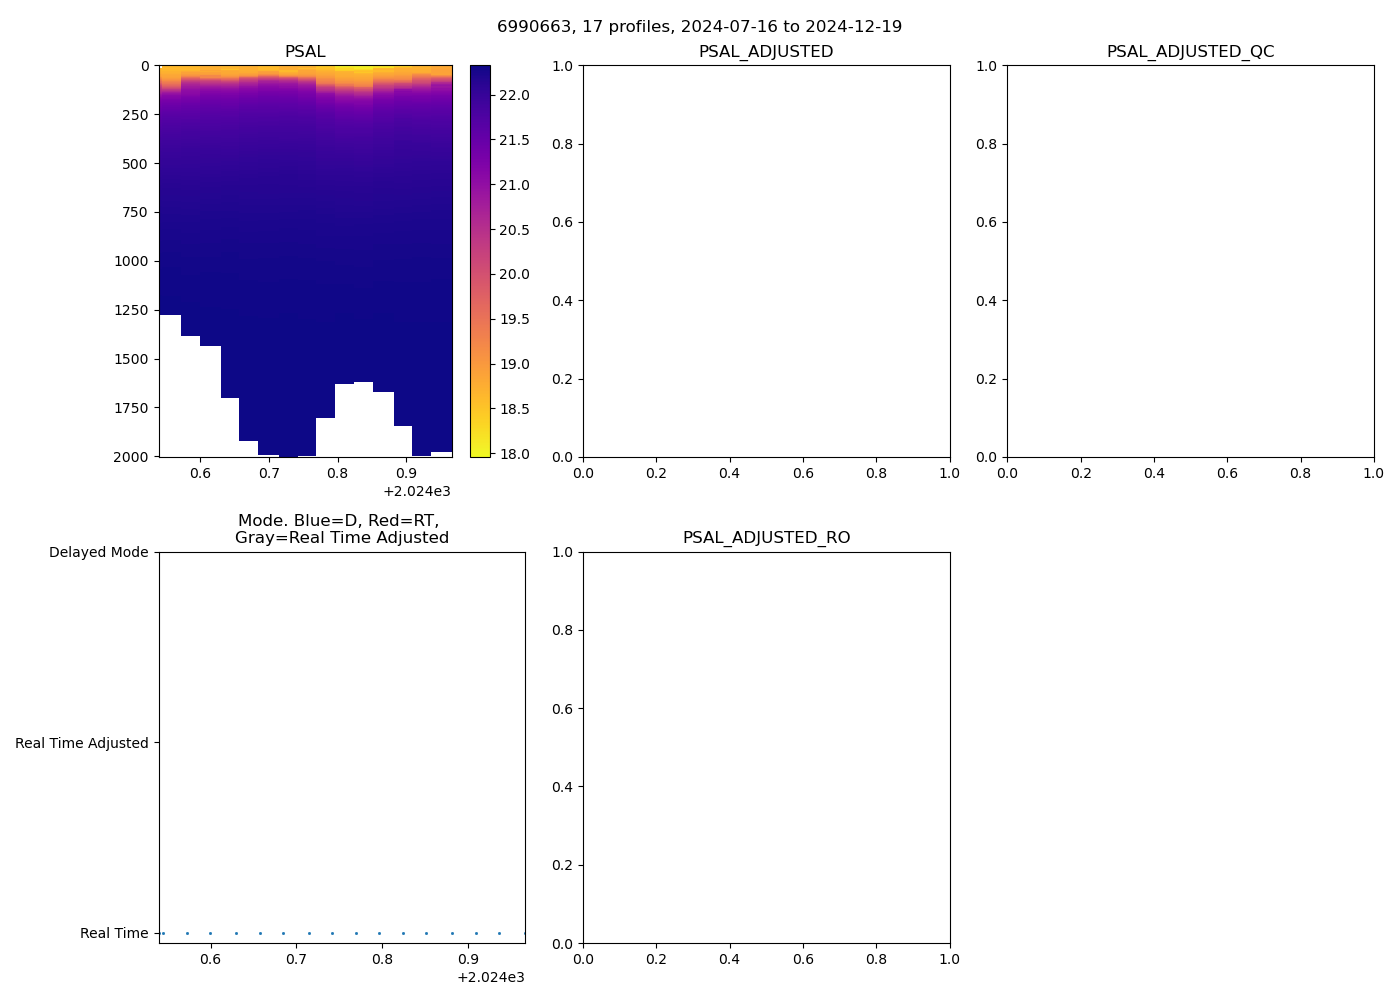 6990663, 17 profiles, 2024-07-16 to 2024-12-19
PSAL
0
250
500
750
1000
1250
1500
1750
2000
0.6 0.7 0.8 0.9
+2.024e3
22.0
21.5
21.0
20.5
20.0
19.5
19.0
18.5
18.0
PSAL_ADJUSTED
1.0
0.8
0.6
0.4
0.2
0.0
0.0 0.2 0.4 0.6 0.8 1.0
PSAL_ADJUSTED_QC
1.0
0.8
0.6
0.4
0.2
0.0
0.0 0.2 0.4 0.6 0.8 1.0
Mode. Blue=D, Red=RT,
Gray=Real Time Adjusted
Delayed Mode
Real Time Adjusted
Real Time
0.6 0.7 0.8 0.9
+2.024e3
PSAL_ADJUSTED_RO
1.0
0.8
0.6
0.4
0.2
0.0
0.0 0.2 0.4 0.6 0.8 1.0